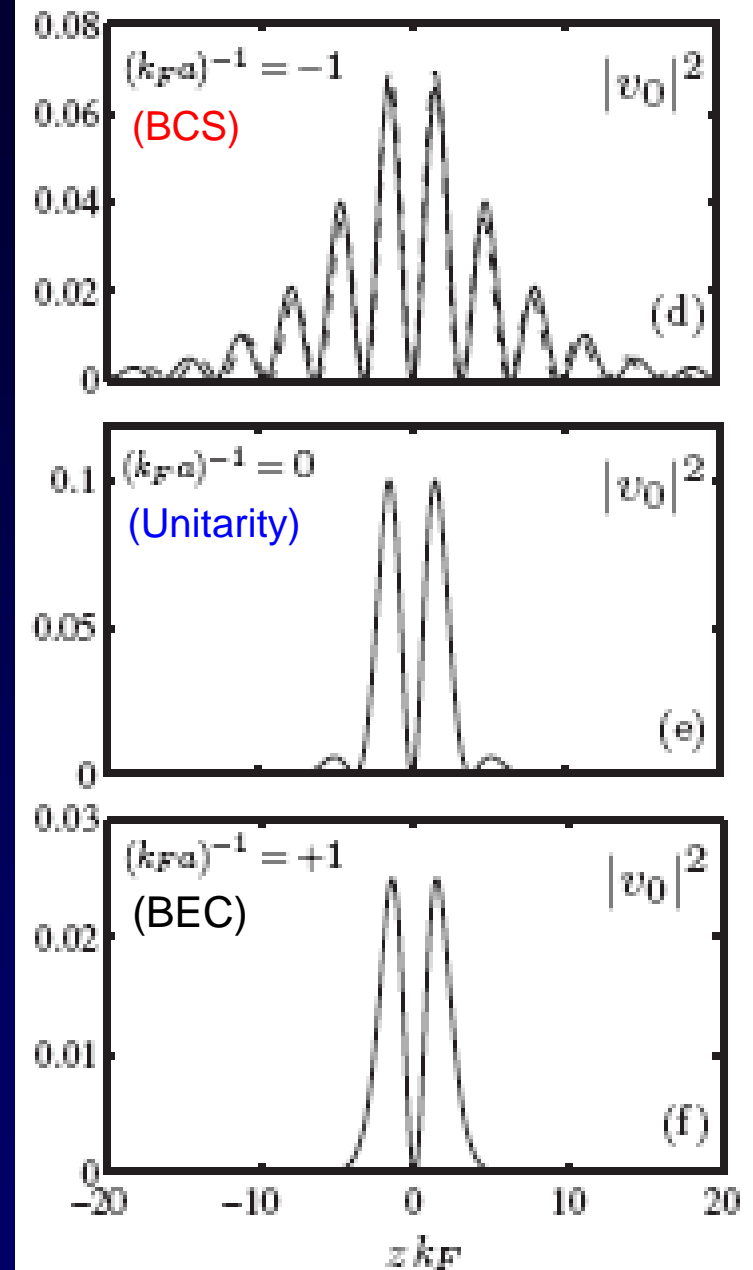 0.08
(k_F a)^{-1} = −1
|v_0|^2
0.06
(BCS)
0.04
0.02
(d)
0
(k_F a)^{-1} = 0
|v_0|^2
0.1
(Unitarity)
0.05
(e)
0
0.03
(k_F a)^{-1} = +1
|v_0|^2
(BEC)
0.02
0.01
(f)
0
−20 −10 0 10 20
z k_F